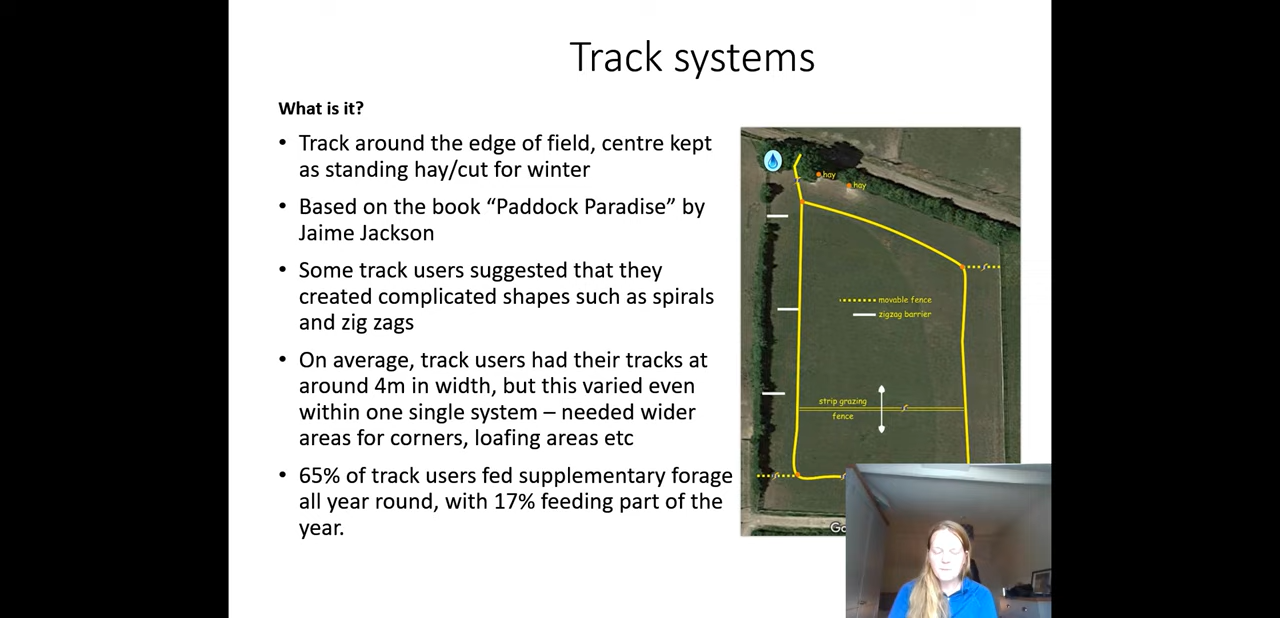 Track systems
What is it?
• Track around the edge of field, centre kept
as standing hay/cut for winter
• Based on the book “Paddock Paradise” by
Jaime Jackson
• Some track users suggested that they
created complicated shapes such as spirals
and zig zags
• On average, track users had their tracks at
around 4m in width, but this varied even
within one single system – needed wider
areas for corners, loafing areas etc
• 65% of track users fed supplementary forage
all year round, with 17% feeding part of the
year.
hay
hay
movable fence
zigzag barrier
strip grazing
fence
Go